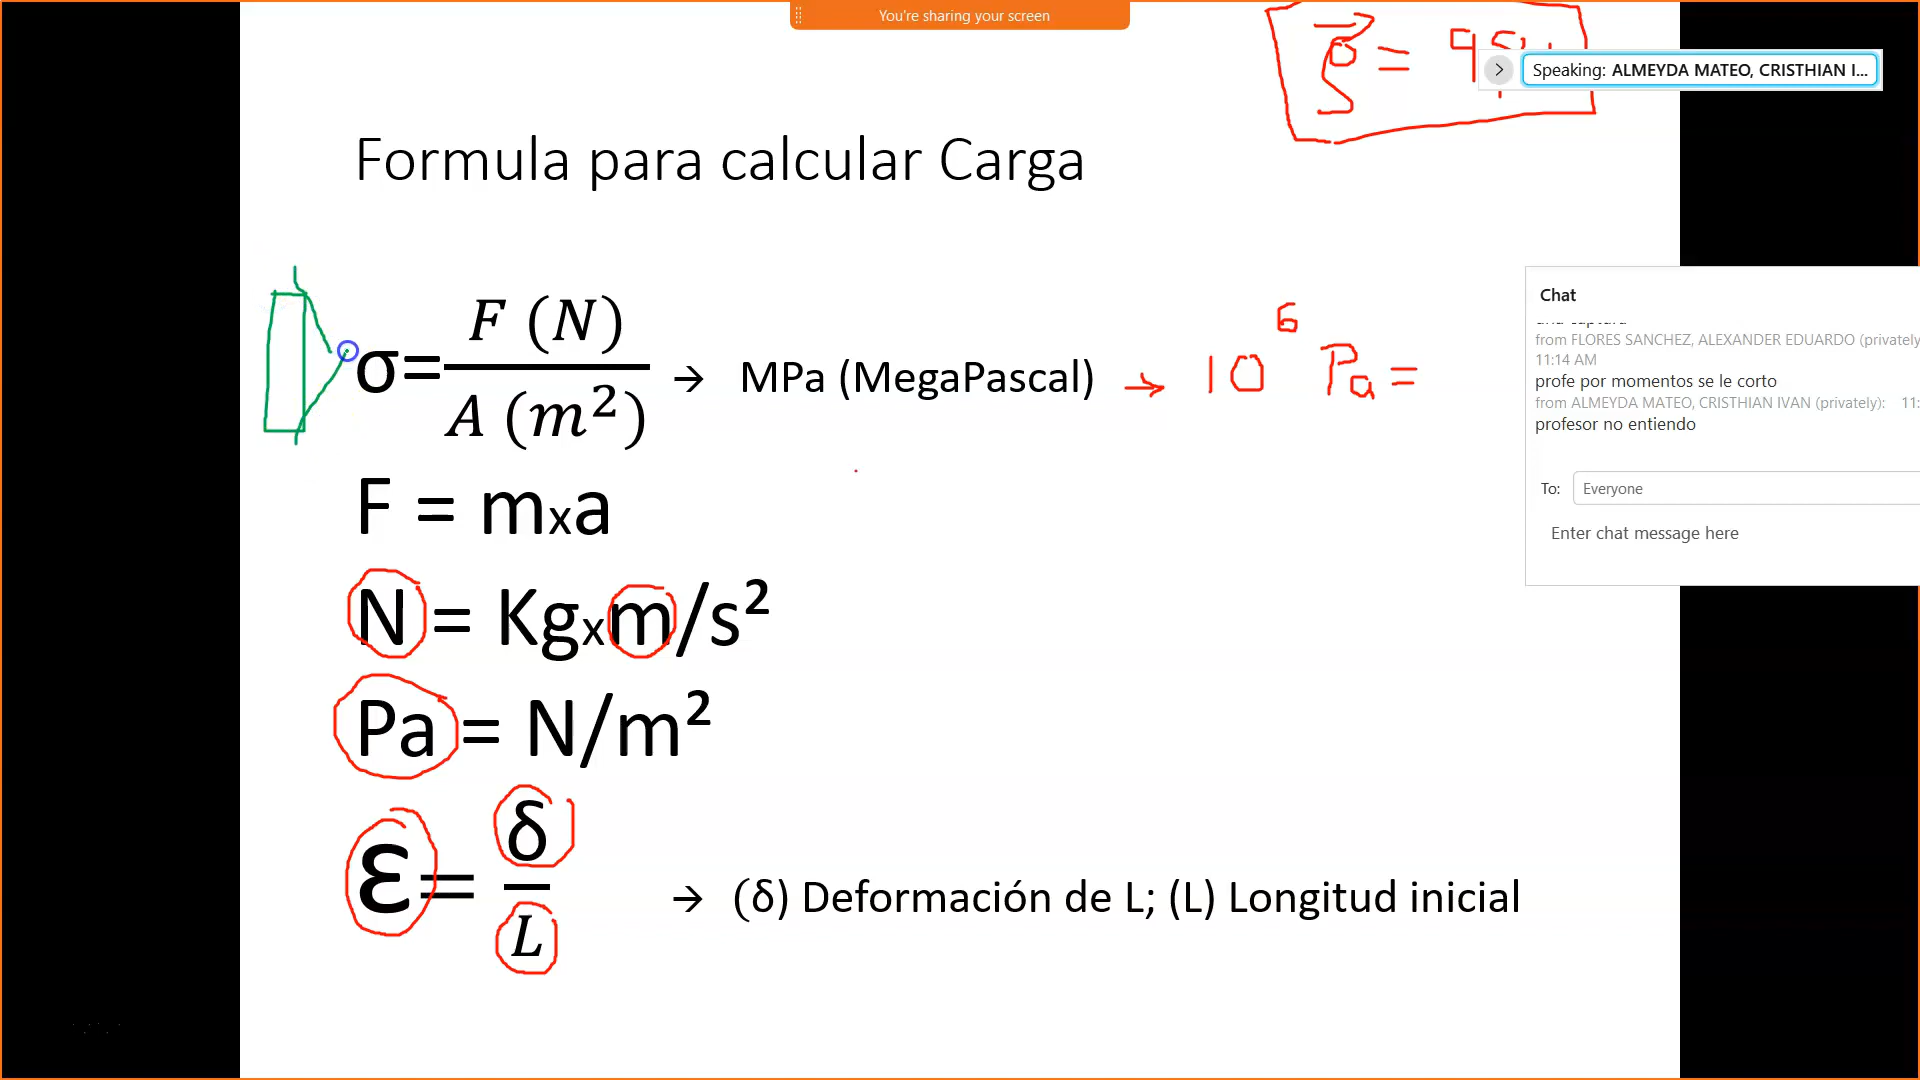 You're sharing your screen
Speaking: ALMEYDA MATEO, CRISTHIAN I...
Formula para calcular Carga
σ= F (N) / A (m²) → MPa (MegaPascal) → 10⁶ Pa =
F = mxa
N = Kgxm/s²
Pa = N/m²
Ɛ= δ / L → (δ) Deformación de L; (L) Longitud inicial
Chat
from FLORES SANCHEZ, ALEXANDER EDUARDO (privately
11:14 AM
profe por momentos se le corto
from ALMEYDA MATEO, CRISTHIAN IVAN (privately): 11:
profesor no entiendo
To: Everyone
Enter chat message here